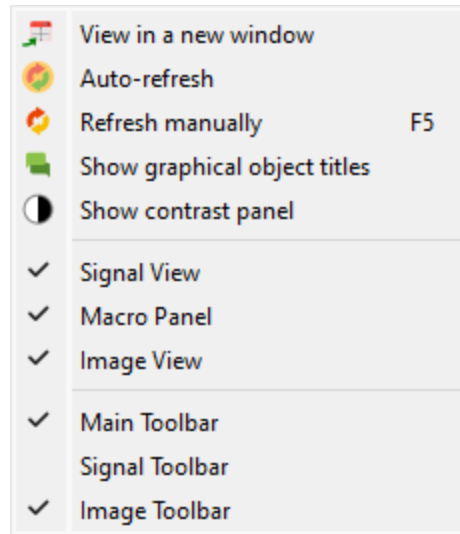 View in a new window
Auto-refresh
Refresh manually F5
Show graphical object titles
Show contrast panel
Signal View
Macro Panel
Image View
Main Toolbar
Signal Toolbar
Image Toolbar